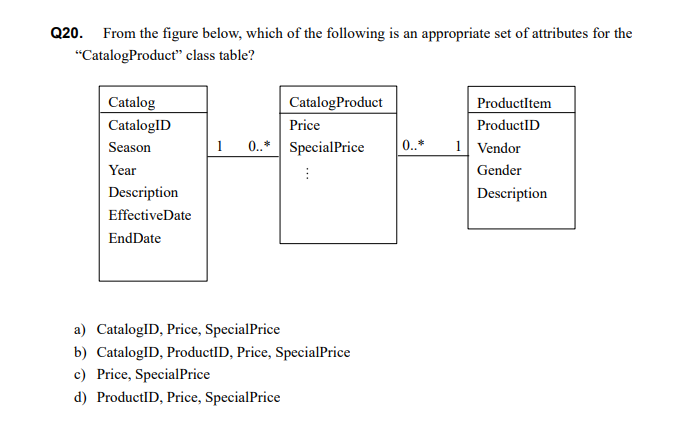 Q20. From the figure below, which of the following is an appropriate set of attributes for the
“CatalogProduct” class table?
Catalog
CatalogID
Season
Year
Description
EffectiveDate
EndDate
1 0..*
CatalogProduct
Price
SpecialPrice
⋮
0..* 1
ProductItem
ProductID
Vendor
Gender
Description
a) CatalogID, Price, SpecialPrice
b) CatalogID, ProductID, Price, SpecialPrice
c) Price, SpecialPrice
d) ProductID, Price, SpecialPrice